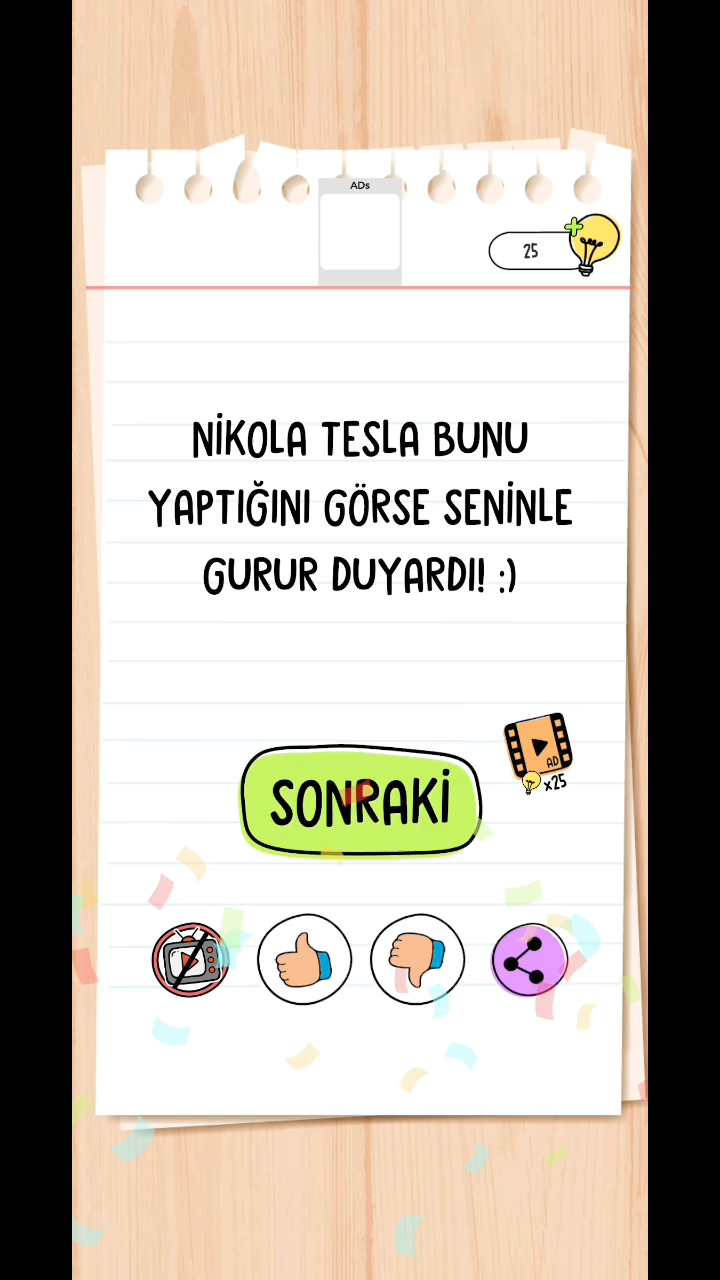 ADs
25
NİKOLA TESLA BUNU
YAPTIĞINI GÖRSE SENİNLE
GURUR DUYARDI! :)
AD
x25
SONRAKİ